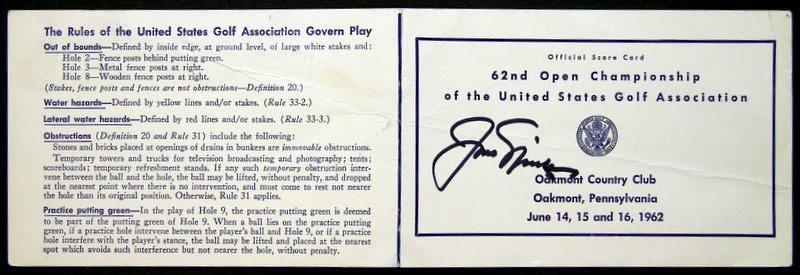 The Rules of the United States Golf Association Govern Play
Out of bounds—Defined by inside edge, at ground level, of large white stakes and:
Hole 2—Fence posts behind putting green.
Hole 3—Metal fence posts at right.
Hole 8—Wooden fence posts at right.
(Stakes, fence posts and fences are not obstructions—Definition 20.)
Water hazards—Defined by yellow lines and/or stakes. (Rule 33-2.)
Lateral water hazards—Defined by red lines and/or stakes. (Rule 33-3.)
Obstructions (Definition 20 and Rule 31) include the following:
Stones and bricks placed at openings of drains in bunkers are immovable obstructions.
Temporary towers and trucks for television broadcasting and photography; tents;
scoreboards; temporary refreshment stands. If any such temporary obstruction inter-
vene between the ball and the hole, the ball may be lifted, without penalty, and dropped
at the nearest point where there is no intervention, and must come to rest not nearer
the hole than its original position. Otherwise, Rule 31 applies.
Practice putting green—In the play of Hole 9, the practice putting green is deemed
to be part of the putting green of Hole 9. When a ball lies on the practice putting
green, if a practice hole intervene between the player's ball and Hole 9, or if a practice
hole interfere with the player's stance, the ball may be lifted and placed at the nearest
spot which avoids such interference but not nearer the hole, without penalty.
Official Score Card
62nd Open Championship
of the United States Golf Association
Oakmont Country Club
Oakmont, Pennsylvania
June 14, 15 and 16, 1962